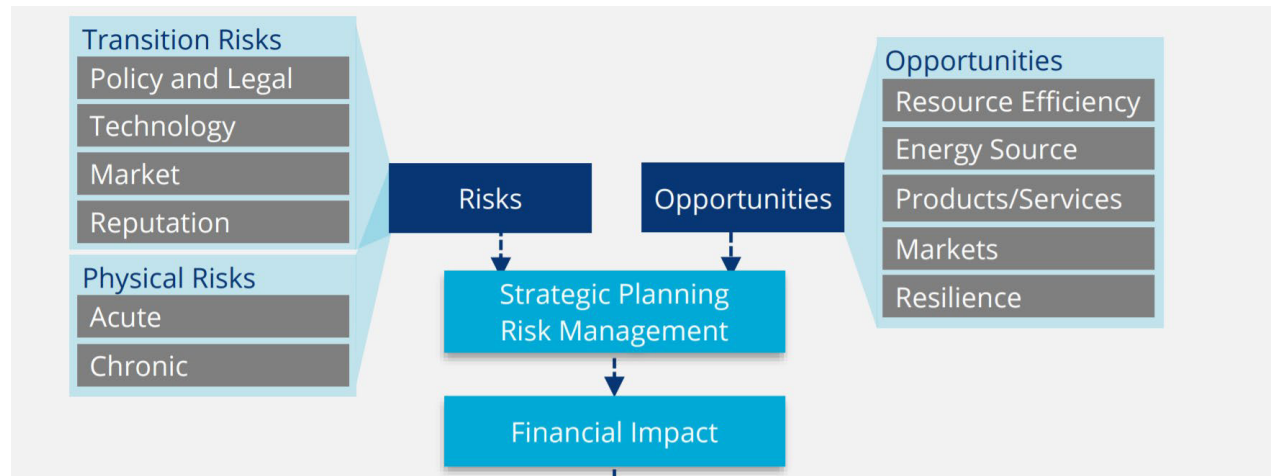 Transition Risks
Policy and Legal
Technology
Market
Reputation
Physical Risks
Acute
Chronic
Risks
Opportunities
Strategic Planning
Risk Management
Financial Impact
Opportunities
Resource Efficiency
Energy Source
Products/Services
Markets
Resilience